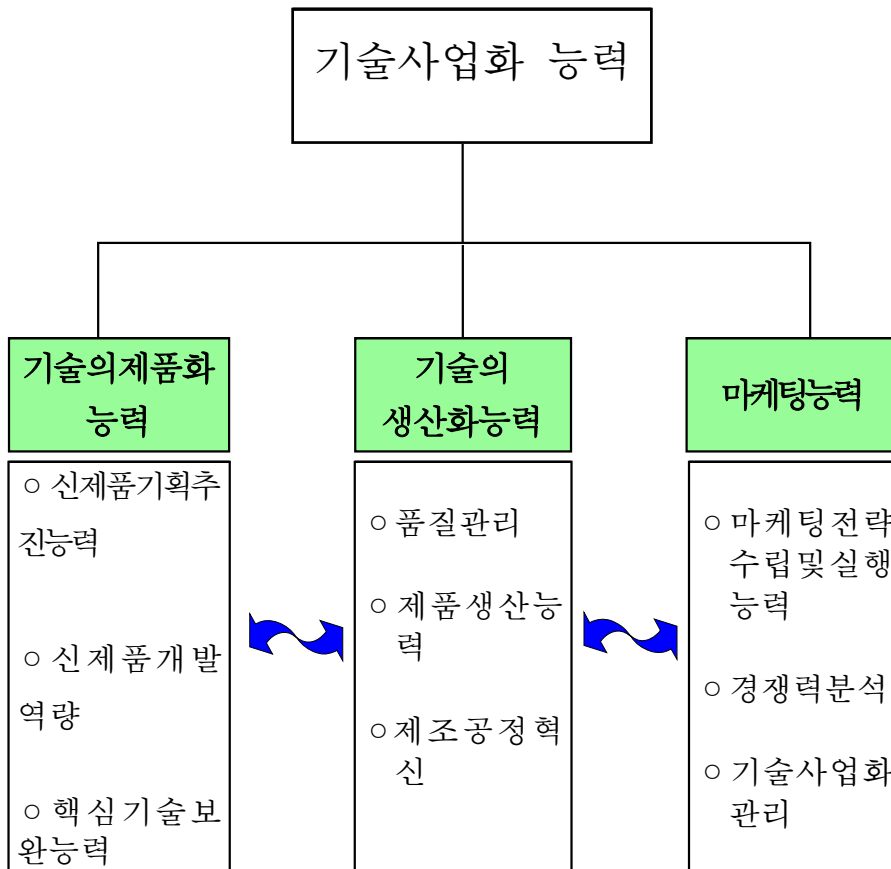 기술사업화 능력
기술의제품화
능력
○ 신제품기획추
진능력
○ 신제품개발
역량
○ 핵심기술보
완능력
기술의
생산화능력
○ 품질관리
○ 제품생산능
력
○ 제조공정혁
신
마케팅능력
○ 마케팅전략
수립및실행
능력
○ 경쟁력분석
○ 기술사업화
관리